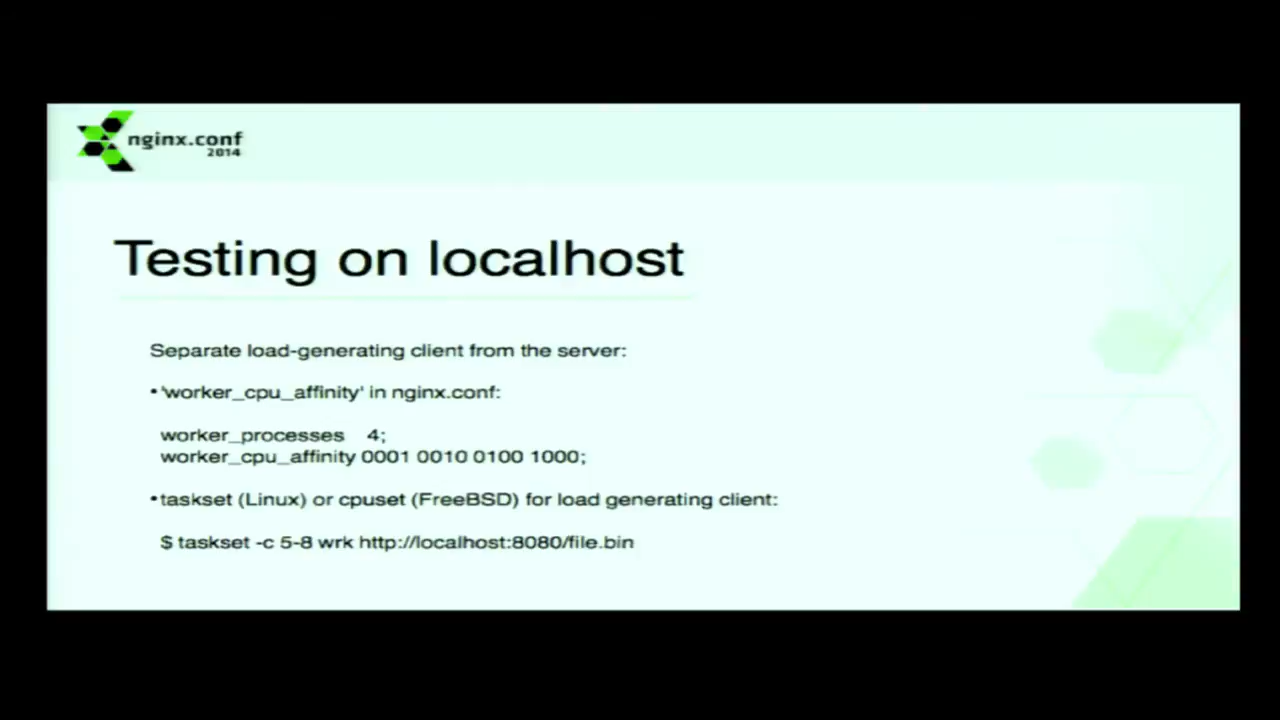 nginx.conf
2014
Testing on localhost
Separate load-generating client from the server:
•'worker_cpu_affinity' in nginx.conf:
worker_processes 4;
worker_cpu_affinity 0001 0010 0100 1000;
•taskset (Linux) or cpuset (FreeBSD) for load generating client:
$ taskset -c 5-8 wrk http://localhost:8080/file.bin